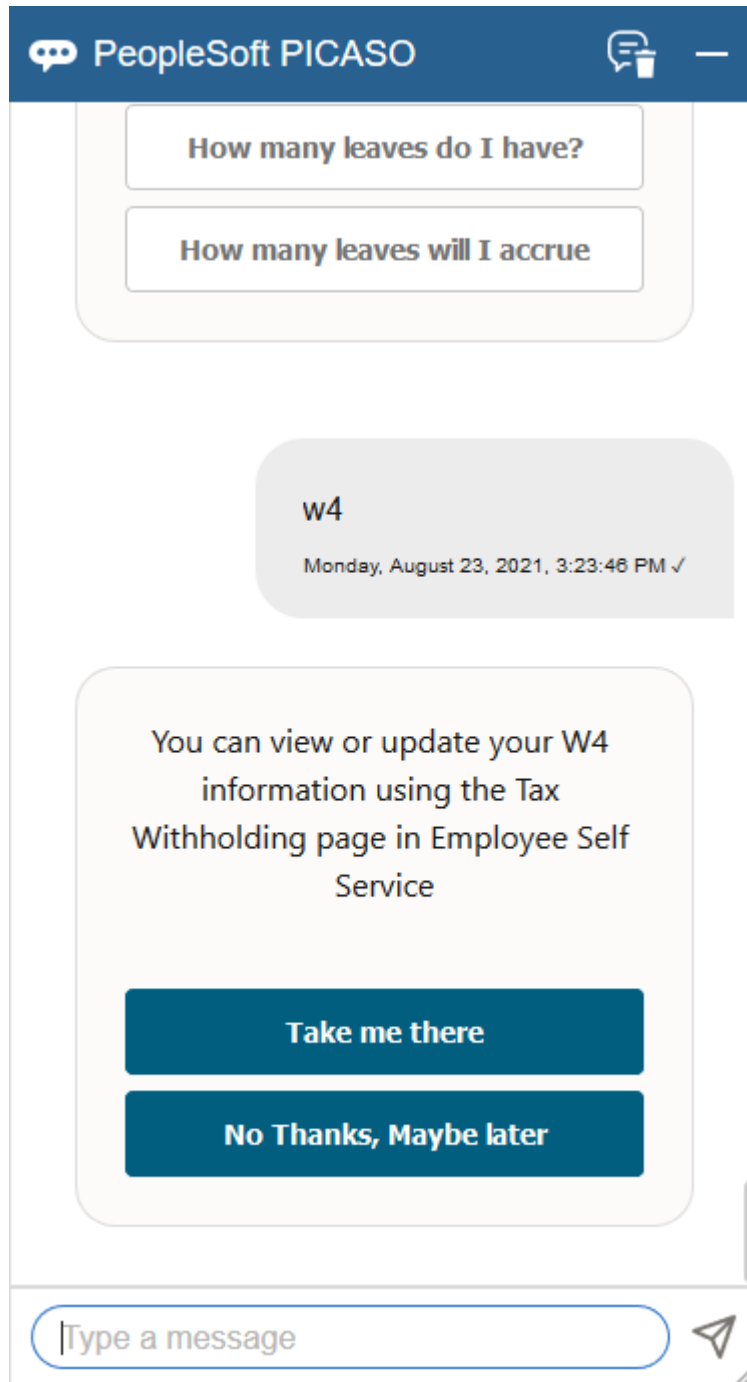 PeopleSoft PICASO
How many leaves do I have?
How many leaves will I accrue
w4
Monday, August 23, 2021, 3:23:46 PM ✓
You can view or update your W4
information using the Tax
Withholding page in Employee Self
Service
Take me there
No Thanks, Maybe later
Type a message